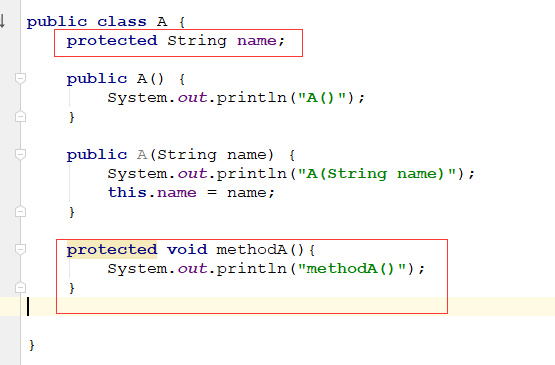 public class A {
    protected String name;
    public A() {
        System.out.println("A()");
    }
    public A(String name) {
        System.out.println("A(String name)");
        this.name = name;
    }
    protected void methodA(){
        System.out.println("methodA()");
    }
}